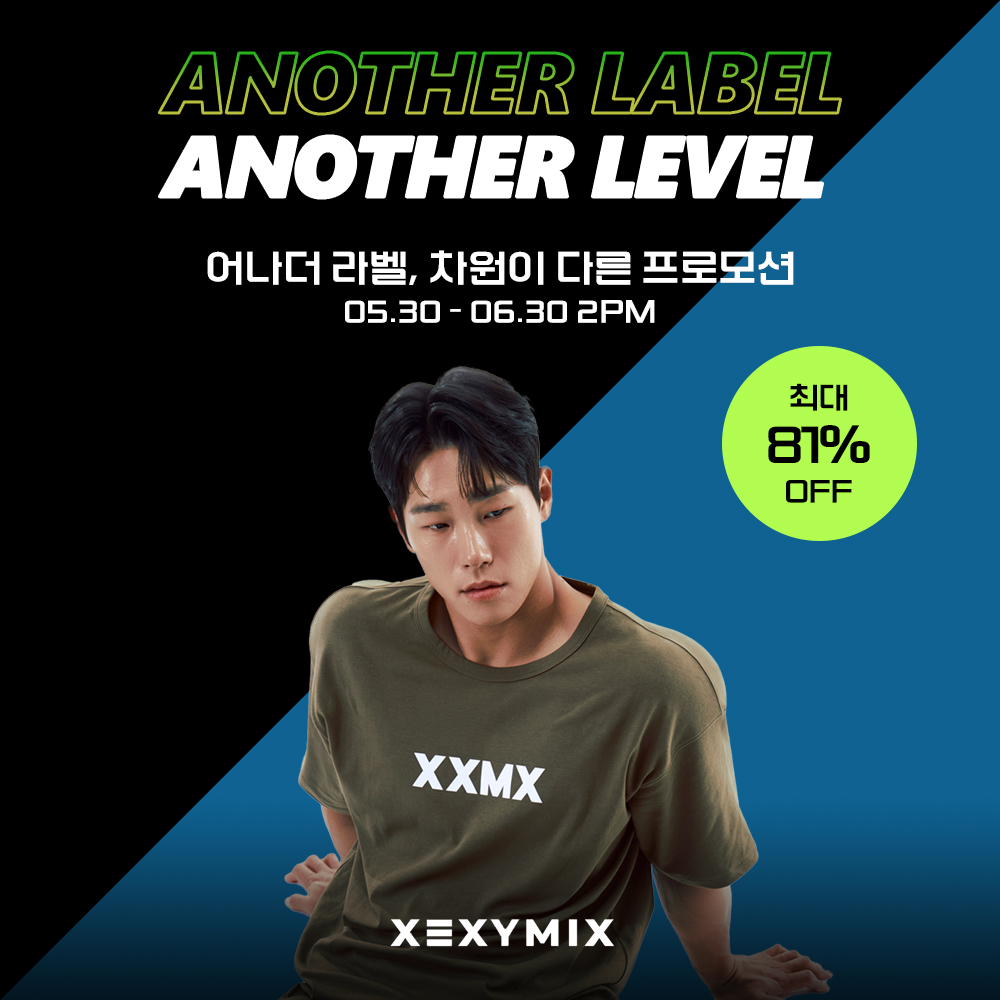 ANOTHER LABEL
ANOTHER LEVEL
어나더 라벨, 차원이 다른 프로모션
05.30 - 06.30 2PM
최대
81%
OFF
XXMX
XEXYMIX